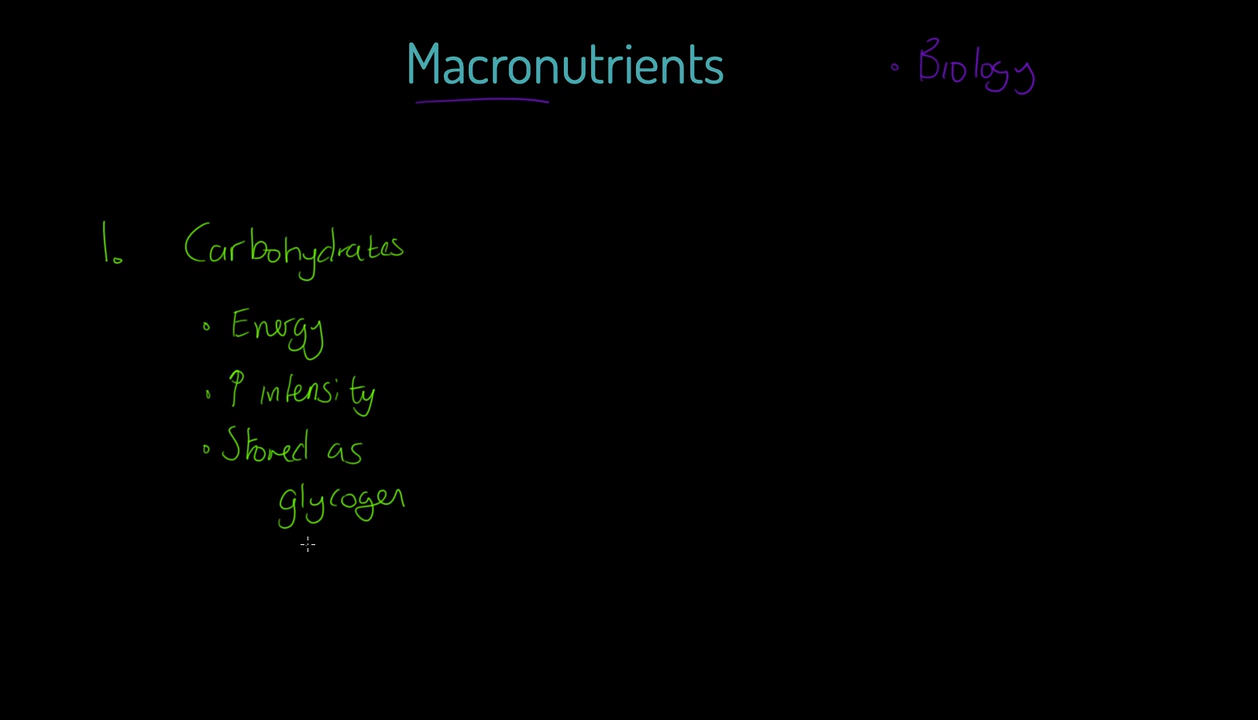 Macronutrients
• Biology
1. Carbohydrates
• Energy
• ↑ intensity
• Stored as
glycogen